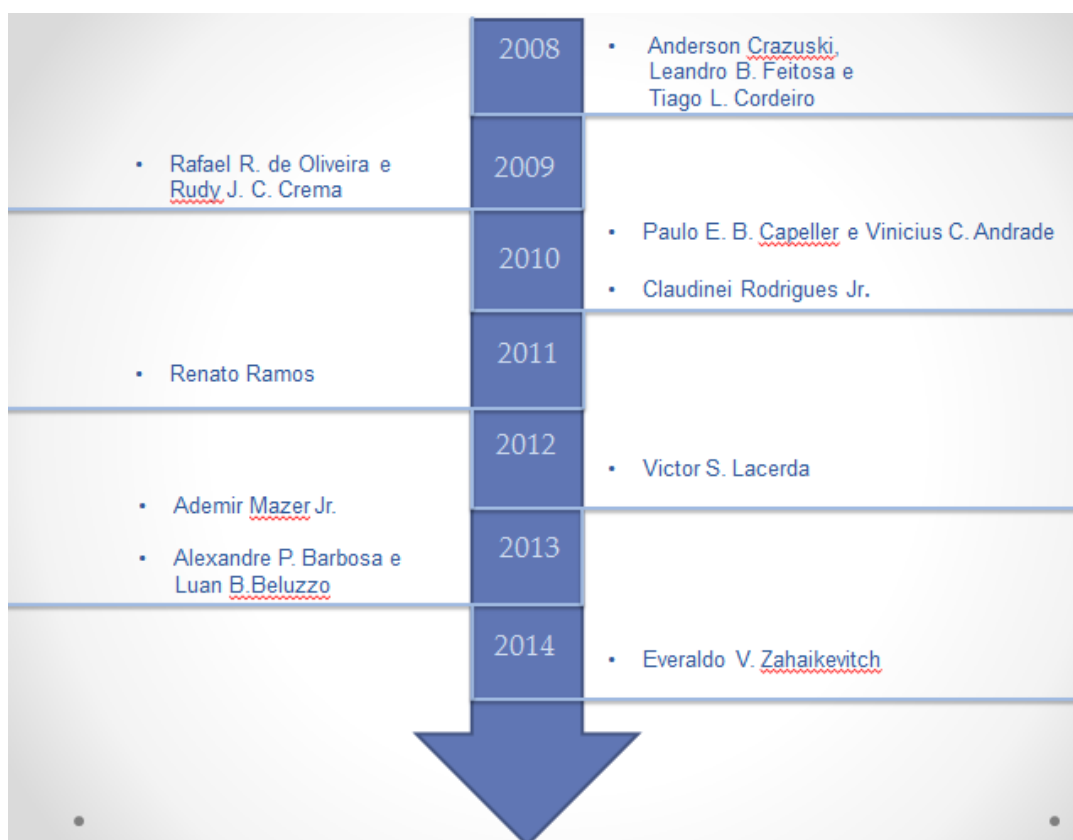 2008
• Anderson Crazuski,
Leandro B. Feitosa e
Tiago L. Cordeiro
• Rafael R. de Oliveira e
Rudy J. C. Crema
2009
2010
• Paulo E. B. Capeller e Vinicius C. Andrade
• Claudinei Rodrigues Jr.
2011
• Renato Ramos
2012
• Victor S. Lacerda
• Ademir Mazer Jr.
• Alexandre P. Barbosa e
Luan B.Beluzzo
2013
2014
• Everaldo V. Zahaikevitch